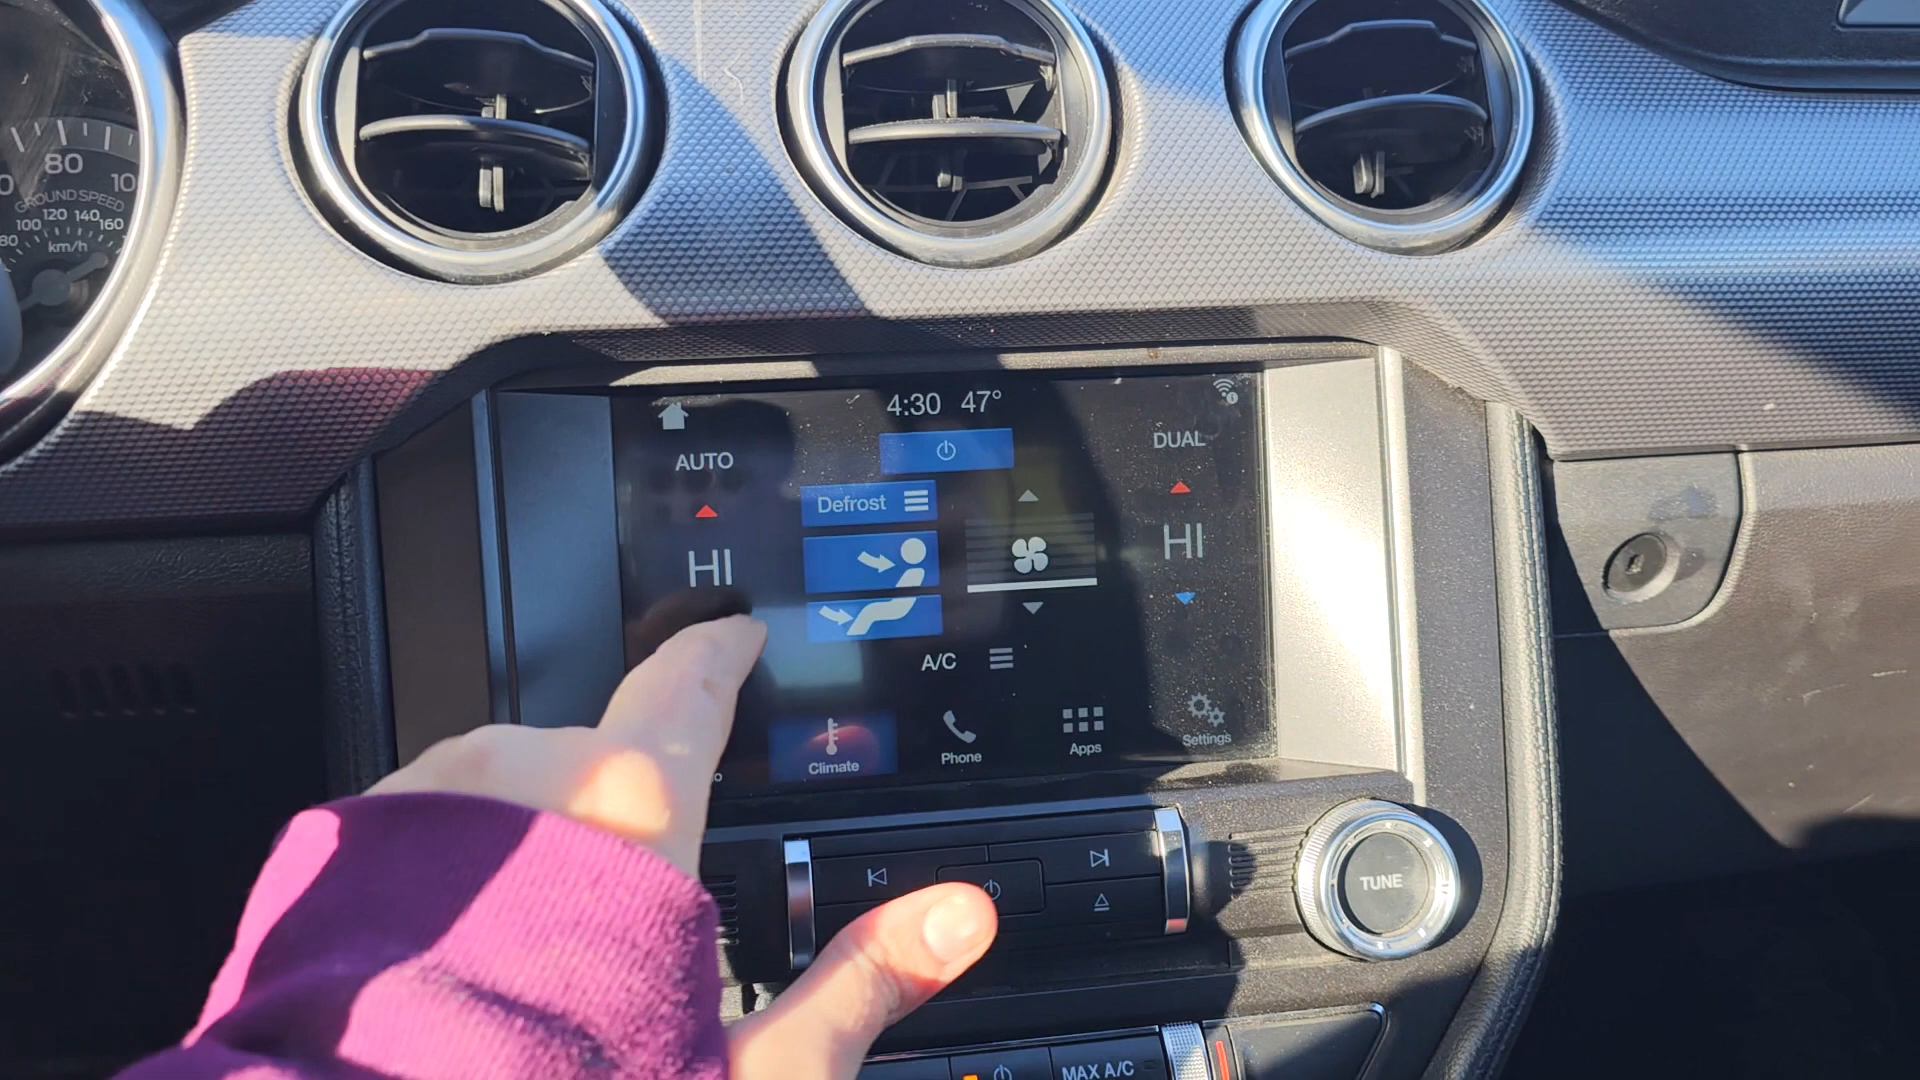 80
10
GROUND SPEED
80 100 120 140 160
km/h
4:30 47°
AUTO
DUAL
Defrost
HI
HI
A/C
Climate
Phone
Apps
Settings
TUNE
MAX A/C